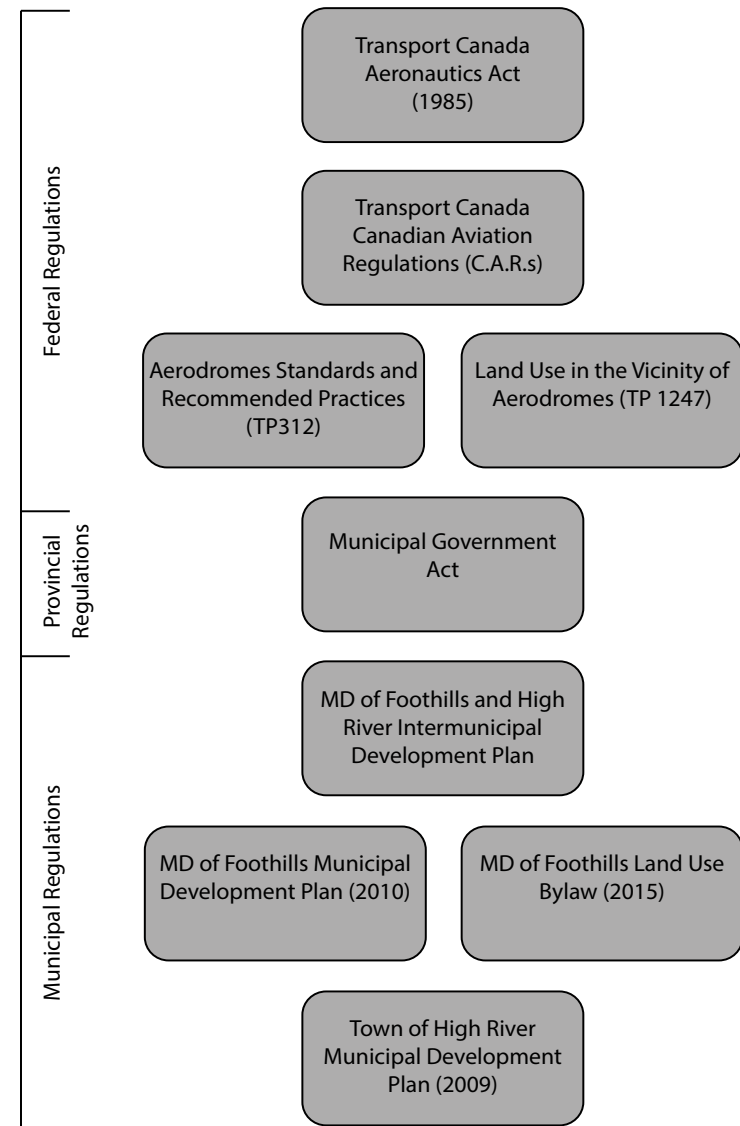 Federal Regulations
Transport Canada
Aeronautics Act
(1985)
Transport Canada
Canadian Aviation
Regulations (C.A.R.s)
Aerodromes Standards and
Recommended Practices
(TP312)
Land Use in the Vicinity of
Aerodromes (TP 1247)
Provincial
Regulations
Municipal Government
Act
Municipal Regulations
MD of Foothills and High
River Intermunicipal
Development Plan
MD of Foothills Municipal
Development Plan (2010)
MD of Foothills Land Use
Bylaw (2015)
Town of High River
Municipal Development
Plan (2009)